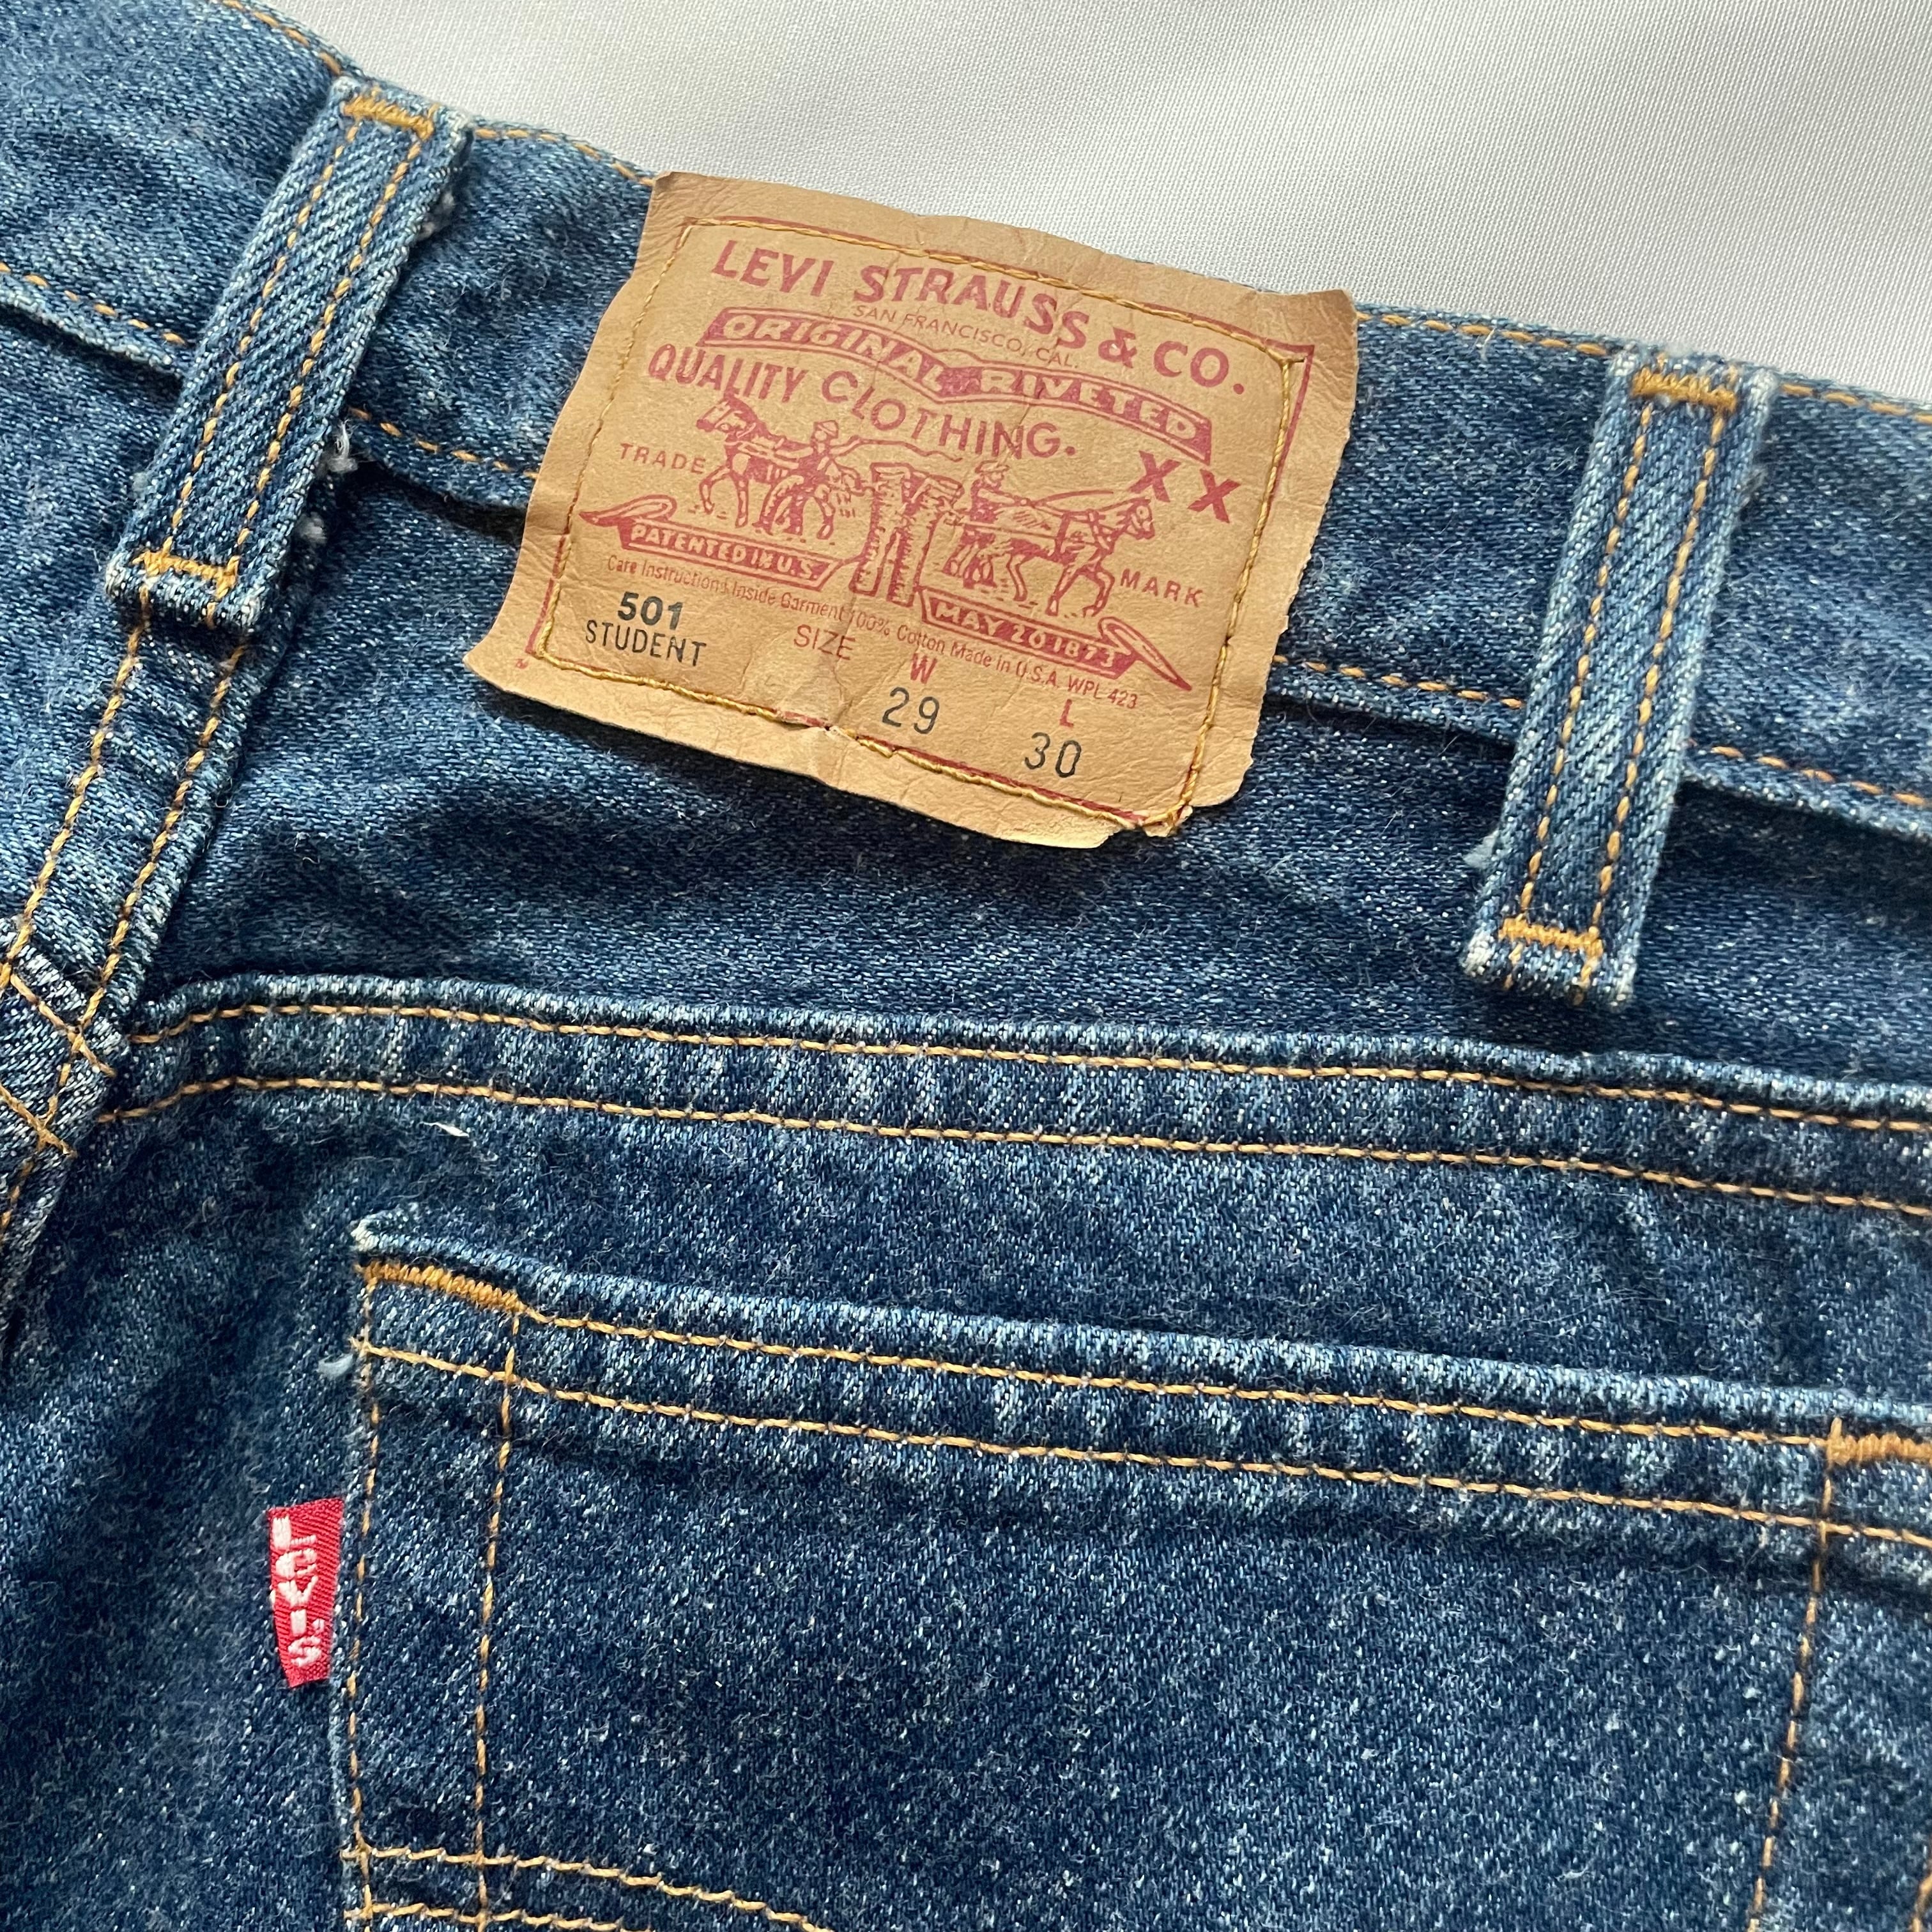 LEVI STRAUSS & CO.
SAN FRANCISCO, CAL.
ORIGINAL RIVETED
QUALITY CLOTHING.
XX
TRADE MARK
PATENTED IN U.S.
MAY 20 1873
Care Instructions Inside Garment 100% Cotton Made in U.S.A. WPL 423
501
STUDENT
SIZE
W
29
L
30
LEVI'S